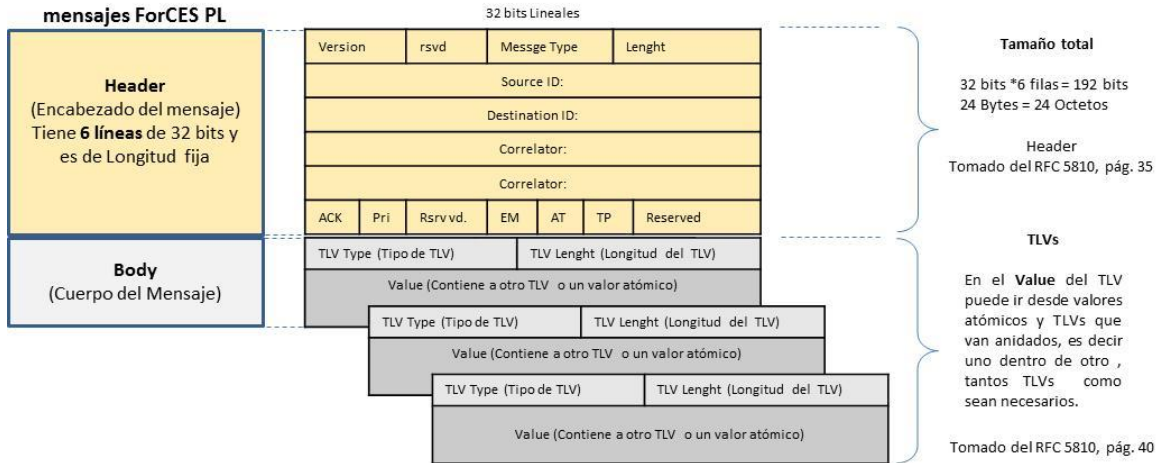 mensajes ForCES PL
32 bits Lineales
Header
(Encabezado del mensaje)
Tiene 6 líneas de 32 bits y
es de Longitud fija
Version rsvd Messge Type Lenght
Source ID:
Destination ID:
Correlator:
Correlator:
ACK Pri Rsrv vd. EM AT TP Reserved
Tamaño total
32 bits *6 filas = 192 bits
24 Bytes = 24 Octetos
Header
Tomado del RFC 5810, pág. 35
Body
(Cuerpo del Mensaje)
TLV Type (Tipo de TLV) TLV Lenght (Longitud del TLV)
Value (Contiene a otro TLV o un valor atómico)
TLV Type (Tipo de TLV) TLV Lenght (Longitud del TLV)
Value (Contiene a otro TLV o un valor atómico)
TLV Type (Tipo de TLV) TLV Lenght (Longitud del TLV)
Value (Contiene a otro TLV o un valor atómico)
TLVs
En el Value del TLV
puede ir desde valores
atómicos y TLVs que
van anidados, es decir
uno dentro de otro ,
tantos TLVs como
sean necesarios.
Tomado del RFC 5810, pág. 40